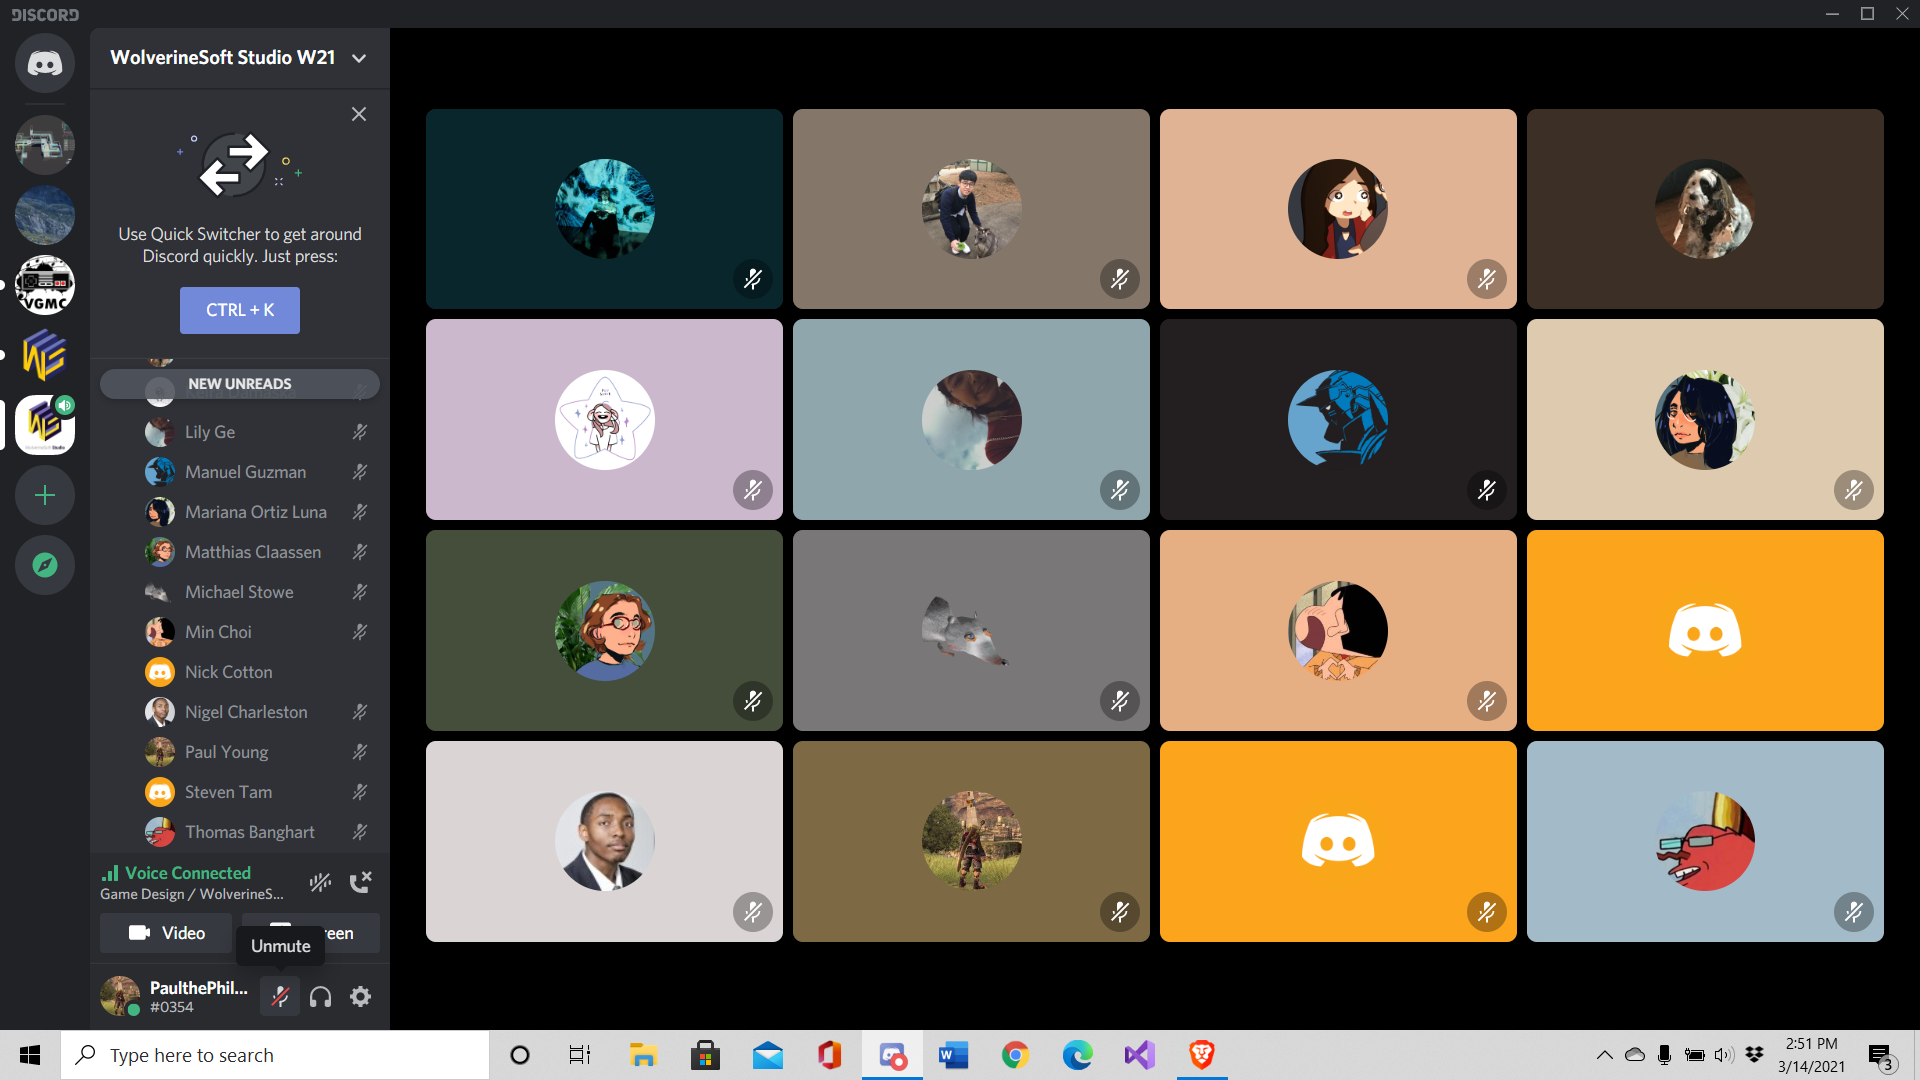 DISCORD
WolverineSoft Studio W21
Use Quick Switcher to get around
Discord quickly. Just press:
CTRL + K
NEW UNREADS
VGMC
Lily Ge
Manuel Guzman
Mariana Ortiz Luna
Matthias Claassen
Michael Stowe
Min Choi
Nick Cotton
Nigel Charleston
Paul Young
Steven Tam
Thomas Banghart
Voice Connected
Game Design / WolverineS...
Video
reen
Unmute
PaulthePhil...
#0354
Type here to search
2:51 PM
3/14/2021
3